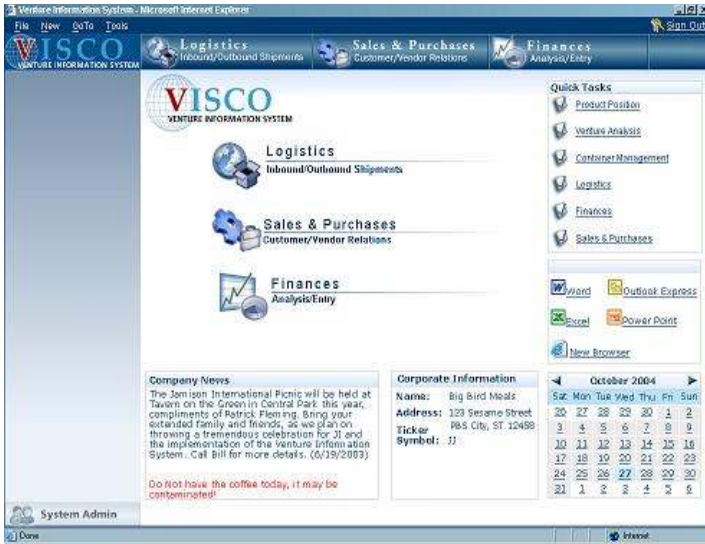 Venture Information System - Microsoft Internet Explorer
File New GoTo Tools
Sign Out
VISCO
VENTURE INFORMATION SYSTEM
Logistics
Inbound/Outbound Shipments
Sales & Purchases
Customer/Vendor Relations
Finances
Analysis/Entry
VISCO
VENTURE INFORMATION SYSTEM
Logistics
Inbound/Outbound Shipments
Sales & Purchases
Customer/Vendor Relations
Finances
Analysis/Entry
Quick Tasks
Product Position
Venture Analysis
Container Management
Logistics
Finances
Sales & Purchases
Word Outlook Express
Excel Power Point
New Browser
Company News
The Jamison International Picnic will be held at
Tavern on the Green in Central Park this year,
compliments of Patrick Fleming. Bring your
extended family and friends, as we plan on
throwing a tremendous celebration for JI and
the implementation of the Venture Information
System. Call Bill for more details. (6/19/2003)
Do Not have the coffee today, it may be
contaminated!
Corporate Information
Name: Big Bird Meals
Address: 123 Sesame Street
PBS City, ST 12458
Ticker
Symbol: JJ
October 2004
Sat Mon Tue Wed Thu Fri Sun
26 27 28 29 30 1 2
3 4 5 6 7 8 9
10 11 12 13 14 15 16
17 18 19 20 21 22 23
24 25 26 27 28 29 30
31 1 2 3 4 5 6
System Admin
Done
Internet